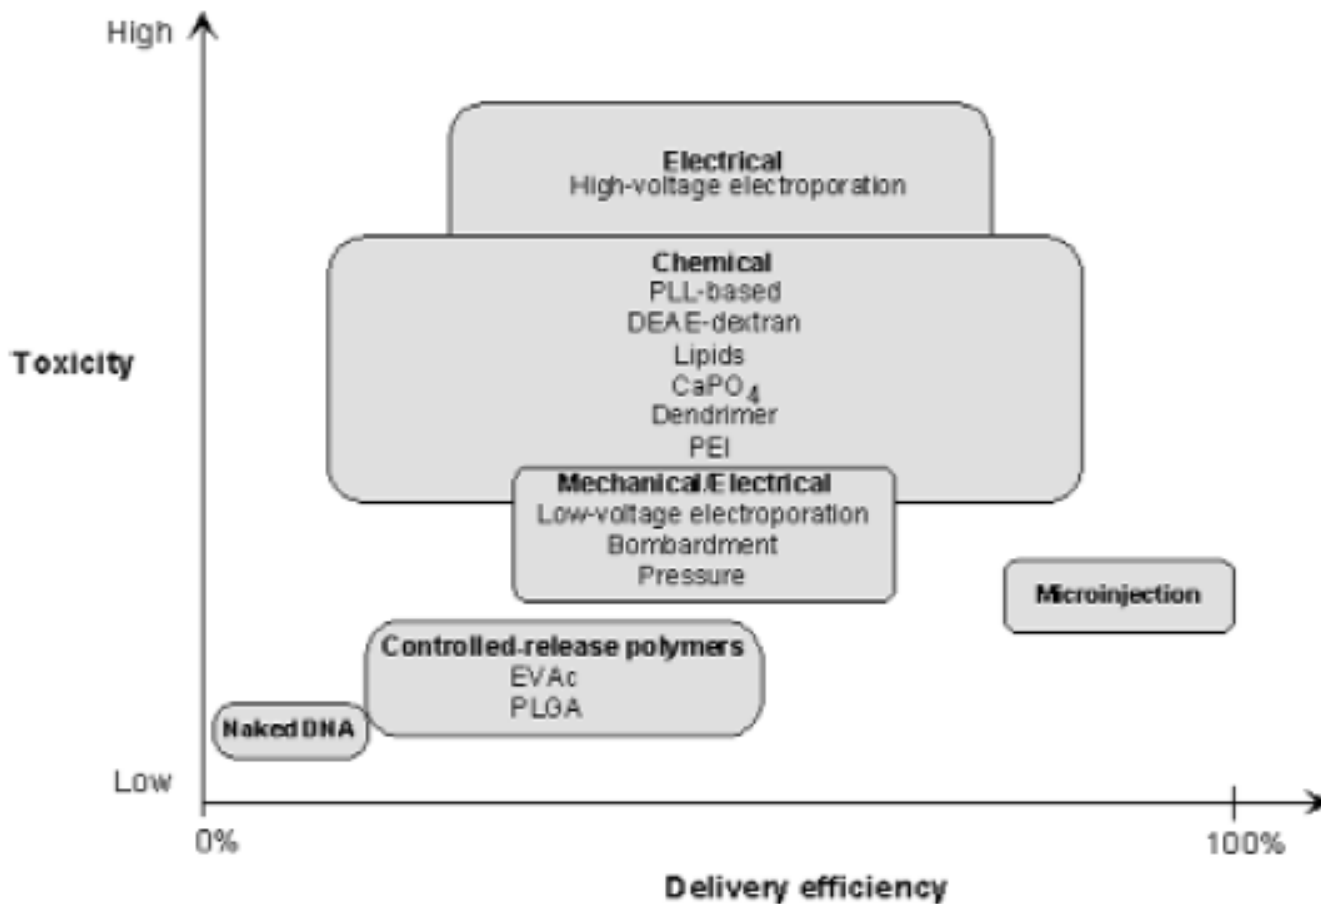 High
Electrical
High-voltage electroporation
Chemical
PLL-based
DEAE-dextran
Lipids
CaPO₄
Dendrimer
PEI
Toxicity
Mechanical/Electrical
Low-voltage electroporation
Bombardment
Pressure
Microinjection
Controlled-release polymers
EVAc
PLGA
Naked DNA
Low
0%
100%
Delivery efficiency